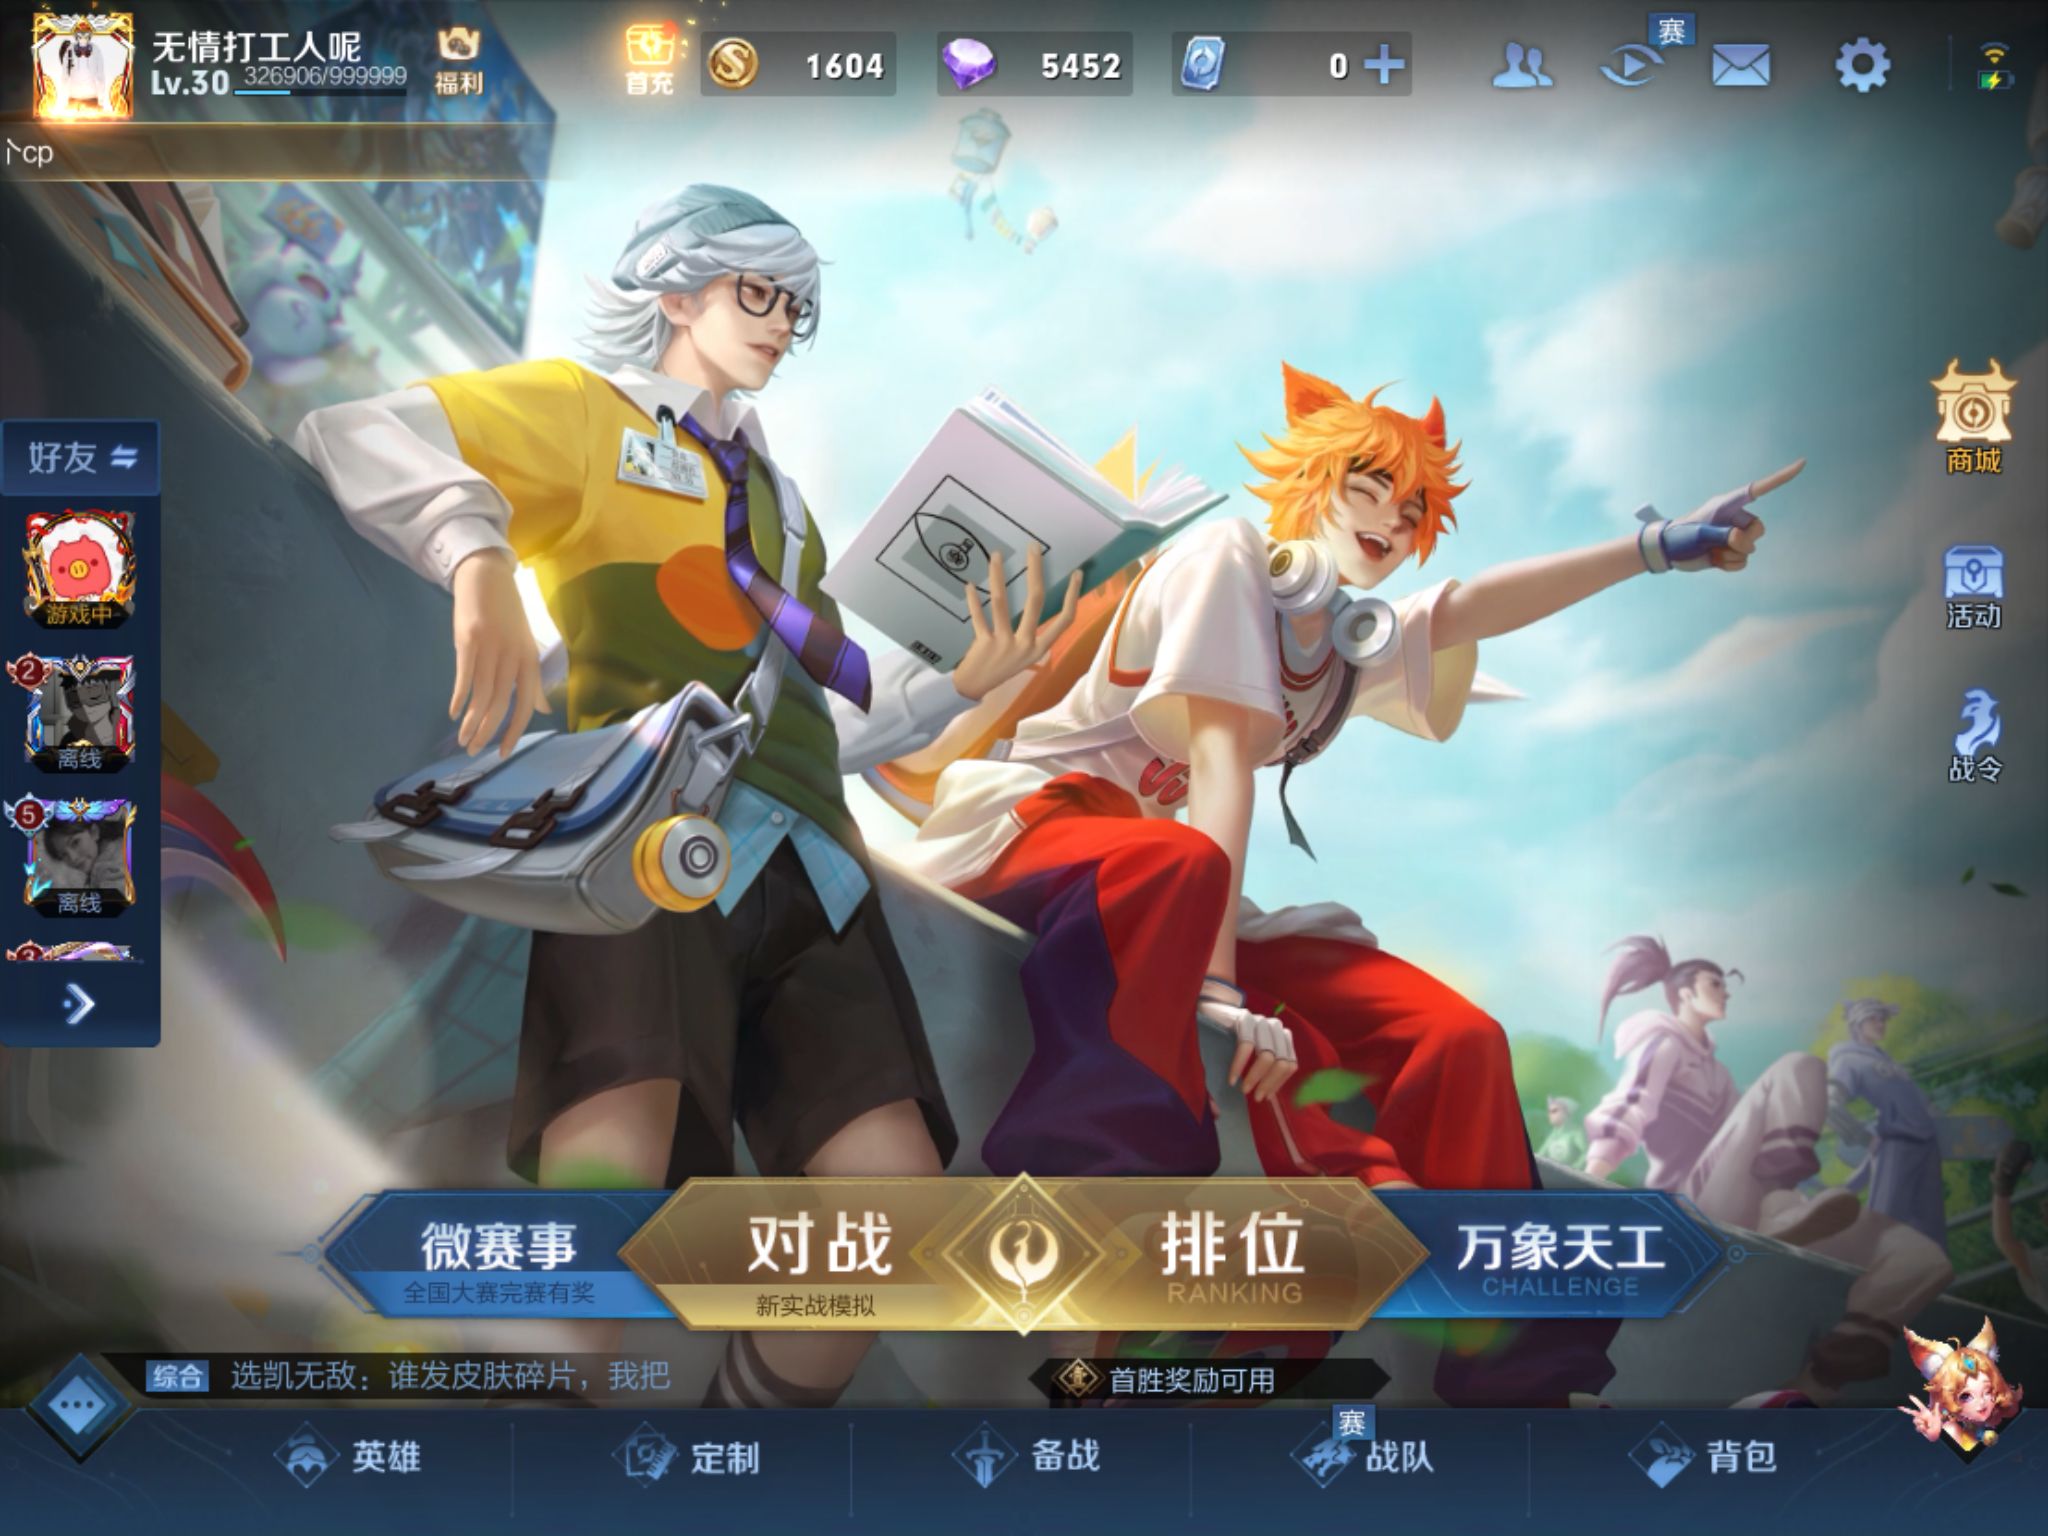 无情打工人呢
Lv.30 326906/999999
福利
首充
1604
5452
0
赛
个cp
好友
游戏中
2
离线
5
离线
3
商城
活动
战令
微赛事
全国大赛完赛有奖
对战
新实战模拟
排位
RANKING
万象天工
CHALLENGE
综合 选凯无敌：谁发皮肤碎片，我把
首胜奖励可用
英雄
定制
备战
赛
战队
背包